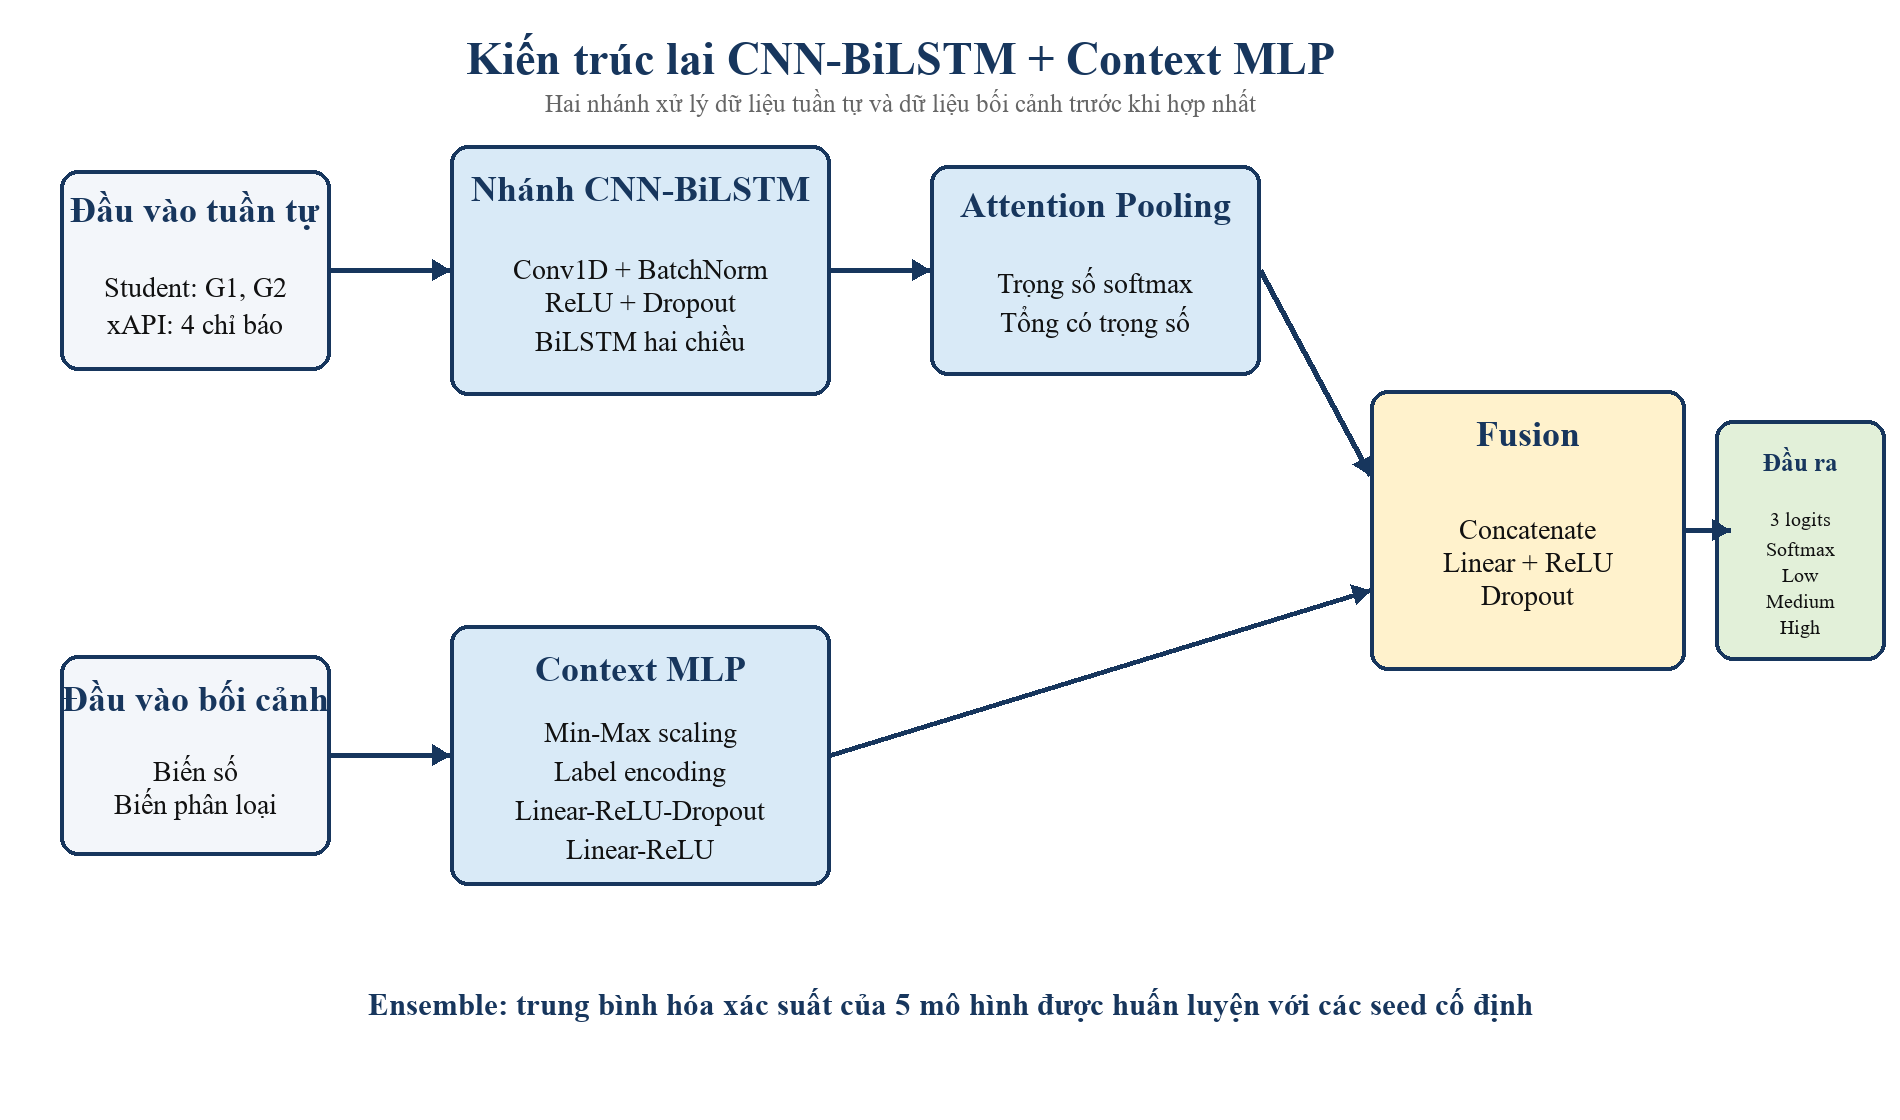 Kiến trúc lai CNN-BiLSTM + Context MLP
Hai nhánh xử lý dữ liệu tuần tự và dữ liệu bối cảnh trước khi hợp nhất
Đầu vào tuần tự
Student: G1, G2
xAPI: 4 chỉ báo
Nhánh CNN-BiLSTM
Conv1D + BatchNorm
ReLU + Dropout
BiLSTM hai chiều
Attention Pooling
Trọng số softmax
Tổng có trọng số
Đầu vào bối cảnh
Biến số
Biến phân loại
Context MLP
Min-Max scaling
Label encoding
Linear-ReLU-Dropout
Linear-ReLU
Fusion
Concatenate
Linear + ReLU
Dropout
Đầu ra
3 logits
Softmax
Low
Medium
High
Ensemble: trung bình hóa xác suất của 5 mô hình được huấn luyện với các seed cố định